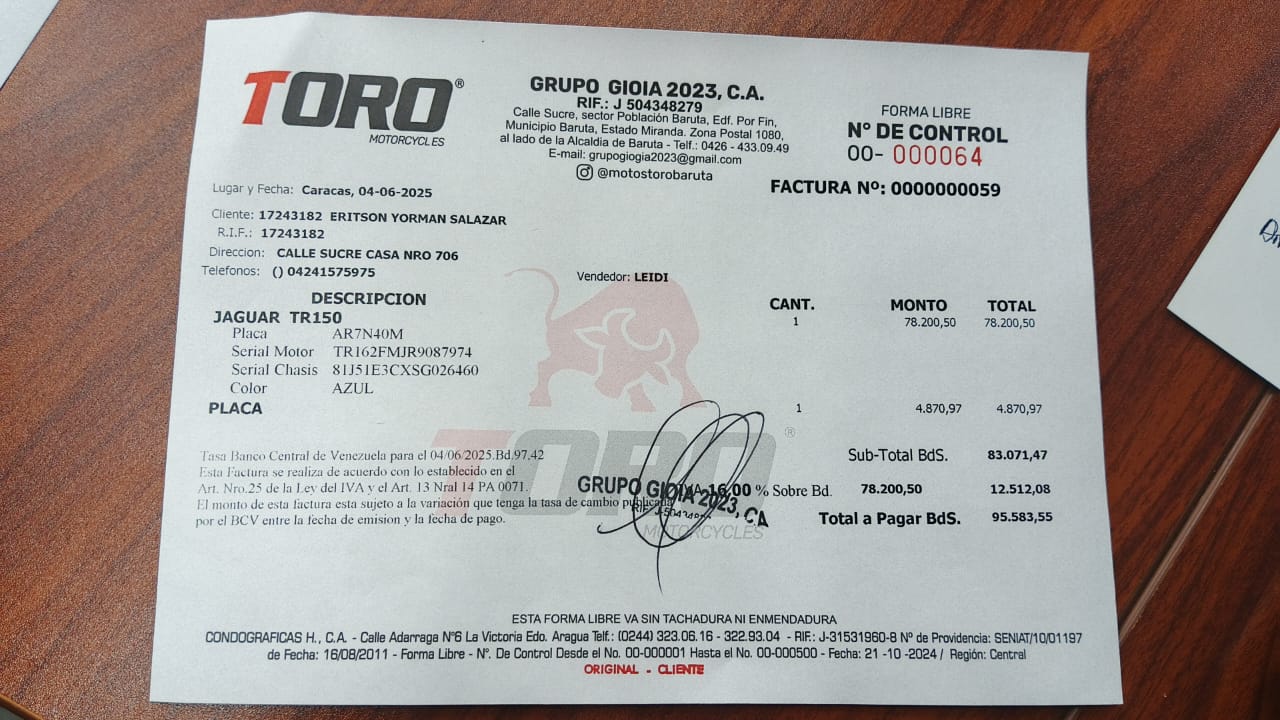 TORO®
MOTORCYCLES
GRUPO GIOIA 2023, C.A.
RIF.: J 504348279
Calle Sucre, sector Población Baruta, Edf. Por Fin,
Municipio Baruta, Estado Miranda. Zona Postal 1080,
al lado de la Alcaldia de Baruta - Telf.: 0426 - 433.09.49
E-mail: grupogiogia2023@gmail.com
@motostorobaruta
FORMA LIBRE
N° DE CONTROL
00- 000064
FACTURA Nº: 0000000059
Lugar y Fecha: Caracas, 04-06-2025
Cliente: 17243182 ERITSON YORMAN SALAZAR
R.I.F.: 17243182
Direccion: CALLE SUCRE CASA NRO 706
Telefonos: () 04241575975
Vendedor: LEIDI
DESCRIPCION CANT. MONTO TOTAL
JAGUAR TR150 1 78.200,50 78.200,50
Placa AR7N40M
Serial Motor TR162FMJR9087974
Serial Chasis 81J51E3CXSG026460
Color AZUL
PLACA 1 4.870,97 4.870,97
TORO®
MOTORCYCLES
Tasa Banco Central de Venezuela para el 04/06/2025.Bd.97,42
Esta Factura se realiza de acuerdo con lo establecido en el
Art. Nro.25 de la Ley del IVA y el Art. 13 Nral 14 PA 0071.
El monto de esta factura esta sujeto a la variación que tenga la tasa de cambio publicada
por el BCV entre la fecha de emision y la fecha de pago.
GRUPO GIOIA 2023, CA
Sub-Total BdS. 83.071,47
16,00 % Sobre Bd. 78.200,50 12.512,08
Total a Pagar BdS. 95.583,55
ESTA FORMA LIBRE VA SIN TACHADURA NI ENMENDADURA
CONDOGRAFICAS H., C.A. - Calle Adarraga N°6 La Victoria Edo. Aragua Telf.: (0244) 323.06.16 - 322.93.04 - RIF.: J-31531960-8 Nº de Providencia: SENIAT/10/01197
de Fecha: 16/08/2011 - Forma Libre - N°. De Control Desde el No. 00-000001 Hasta el No. 00-000500 - Fecha: 21 -10 -2024 / Región: Central
ORIGINAL - CLIENTE